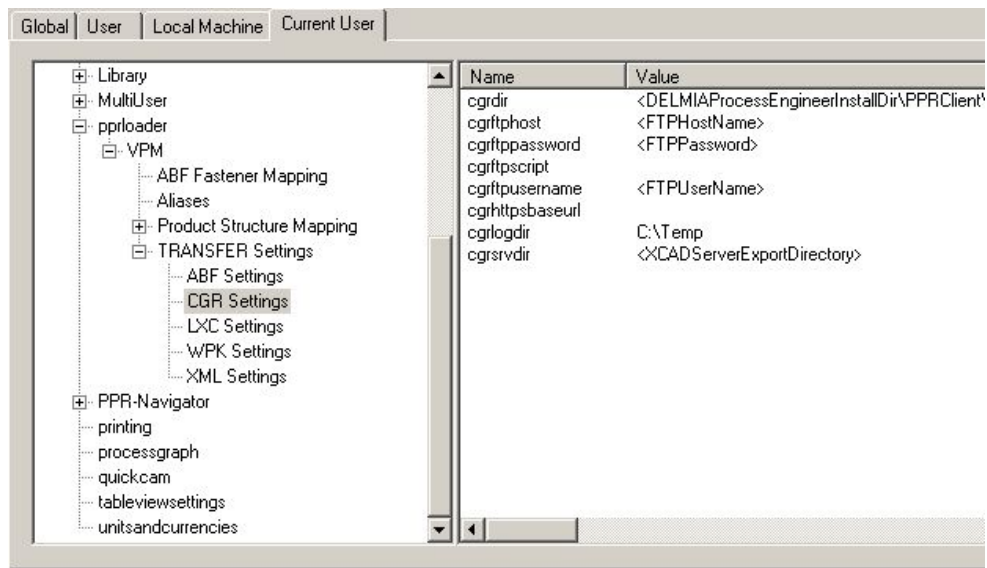 Global User Local Machine Current User
Library
MultiUser
pprloader
VPM
ABF Fastener Mapping
Aliases
Product Structure Mapping
TRANSFER Settings
ABF Settings
CGR Settings
LXC Settings
WPK Settings
XML Settings
PPR-Navigator
printing
processgraph
quickcam
tableviewsettings
unitsandcurrencies
Name Value
cgrdir <DELMIAProcessEngineerInstallDir\PPRClient\
cgrftphost <FTPHostName>
cgrftppassword <FTPPassword>
cgrftpscript
cgrftpusername <FTPUserName>
cgrhttpsbaseurl
cgrlogdir C:\Temp
cgrsrvdir <XCADServerExportDirectory>